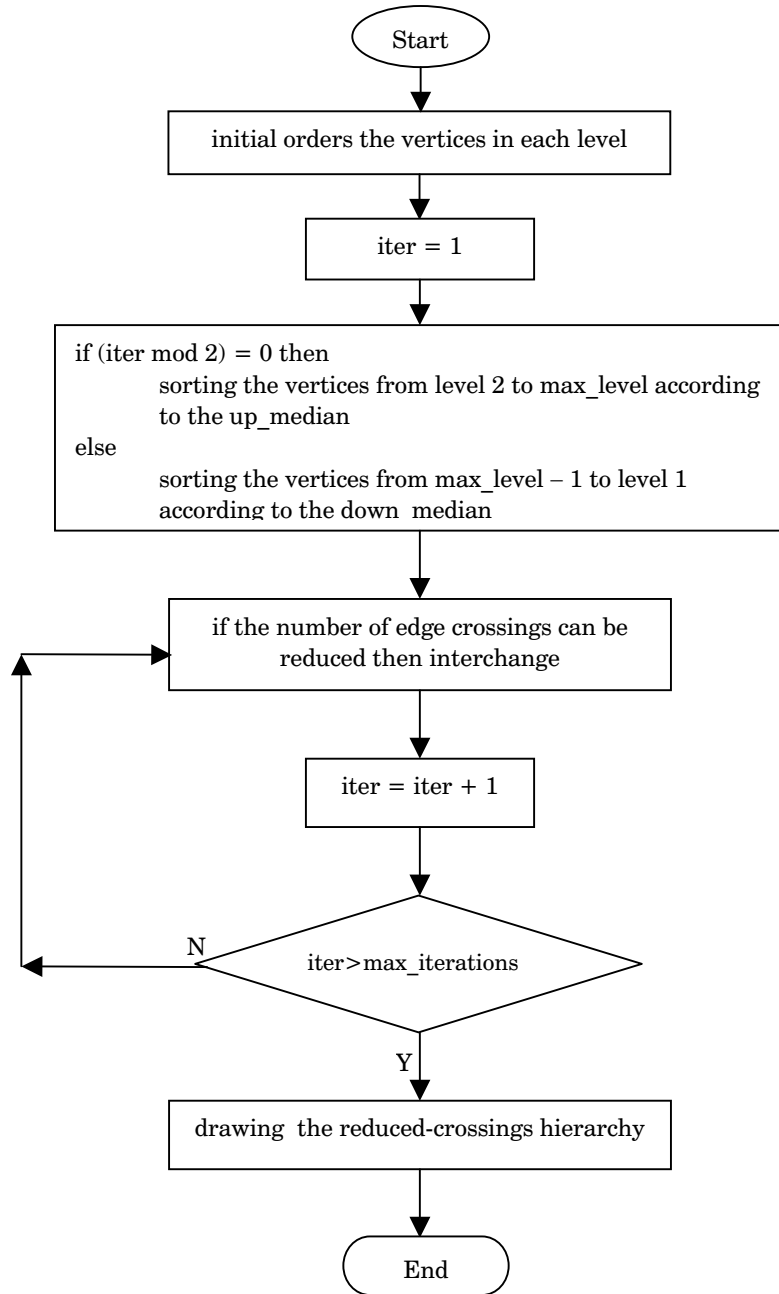 Start
initial orders the vertices in each level
iter = 1
if (iter mod 2) = 0 then
sorting the vertices from level 2 to max_level according
to the up_median
else
sorting the vertices from max_level – 1 to level 1
according to the down_median
if the number of edge crossings can be
reduced then interchange
iter = iter + 1
N
iter>max_iterations
Y
drawing the reduced-crossings hierarchy
End